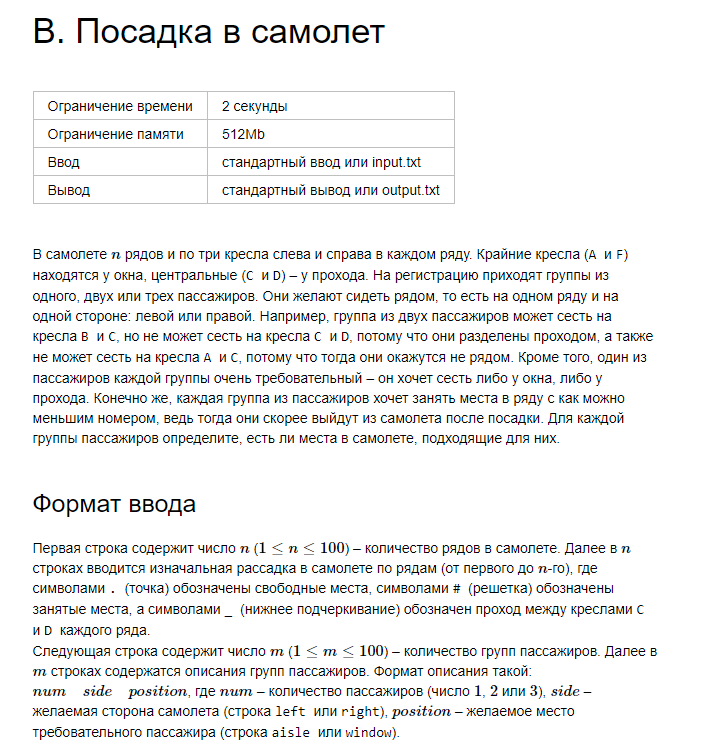 В. Посадка в самолет
Ограничение времени 2 секунды
Ограничение памяти 512Mb
Ввод стандартный ввод или input.txt
Вывод стандартный вывод или output.txt
В самолете n рядов и по три кресла слева и справа в каждом ряду. Крайние кресла (A и F)
находятся у окна, центральные (C и D) – у прохода. На регистрацию приходят группы из
одного, двух или трех пассажиров. Они желают сидеть рядом, то есть на одном ряду и на
одной стороне: левой или правой. Например, группа из двух пассажиров может сесть на
кресла B и C, но не может сесть на кресла C и D, потому что они разделены проходом, а также
не может сесть на кресла A и C, потому что тогда они окажутся не рядом. Кроме того, один из
пассажиров каждой группы очень требовательный – он хочет сесть либо у окна, либо у
прохода. Конечно же, каждая группа из пассажиров хочет занять места в ряду с как можно
меньшим номером, ведь тогда они скорее выйдут из самолета после посадки. Для каждой
группы пассажиров определите, есть ли места в самолете, подходящие для них.
Формат ввода
Первая строка содержит число n (1 ≤ n ≤ 100) – количество рядов в самолете. Далее в n
строках вводится изначальная рассадка в самолете по рядам (от первого до n-го), где
символами . (точка) обозначены свободные места, символами # (решетка) обозначены
занятые места, а символами _ (нижнее подчеркивание) обозначен проход между креслами C
и D каждого ряда.
Следующая строка содержит число m (1 ≤ m ≤ 100) – количество групп пассажиров. Далее в
m строках содержатся описания групп пассажиров. Формат описания такой:
num side position, где num – количество пассажиров (число 1, 2 или 3), side –
желаемая сторона самолета (строка left или right), position – желаемое место
требовательного пассажира (строка aisle или window).